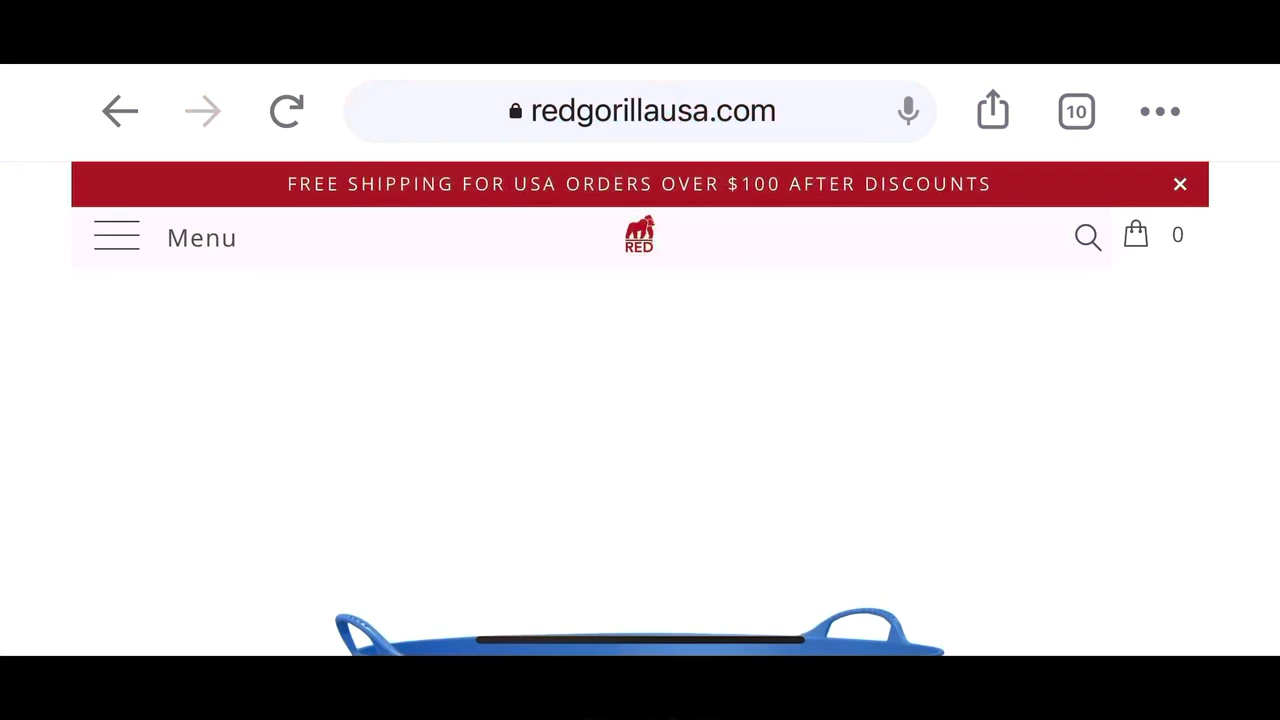 redgorillausa.com
10
FREE SHIPPING FOR USA ORDERS OVER $100 AFTER DISCOUNTS
Menu
RED
0